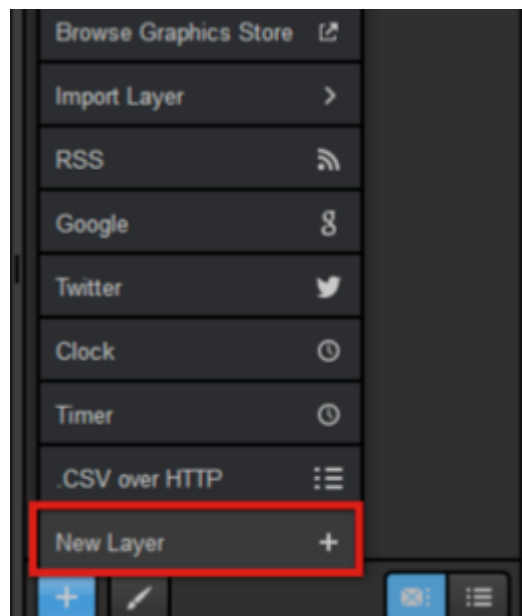 Browse Graphics Store
Import Layer
RSS
Google
Twitter
Clock
Timer
.CSV over HTTP
New Layer